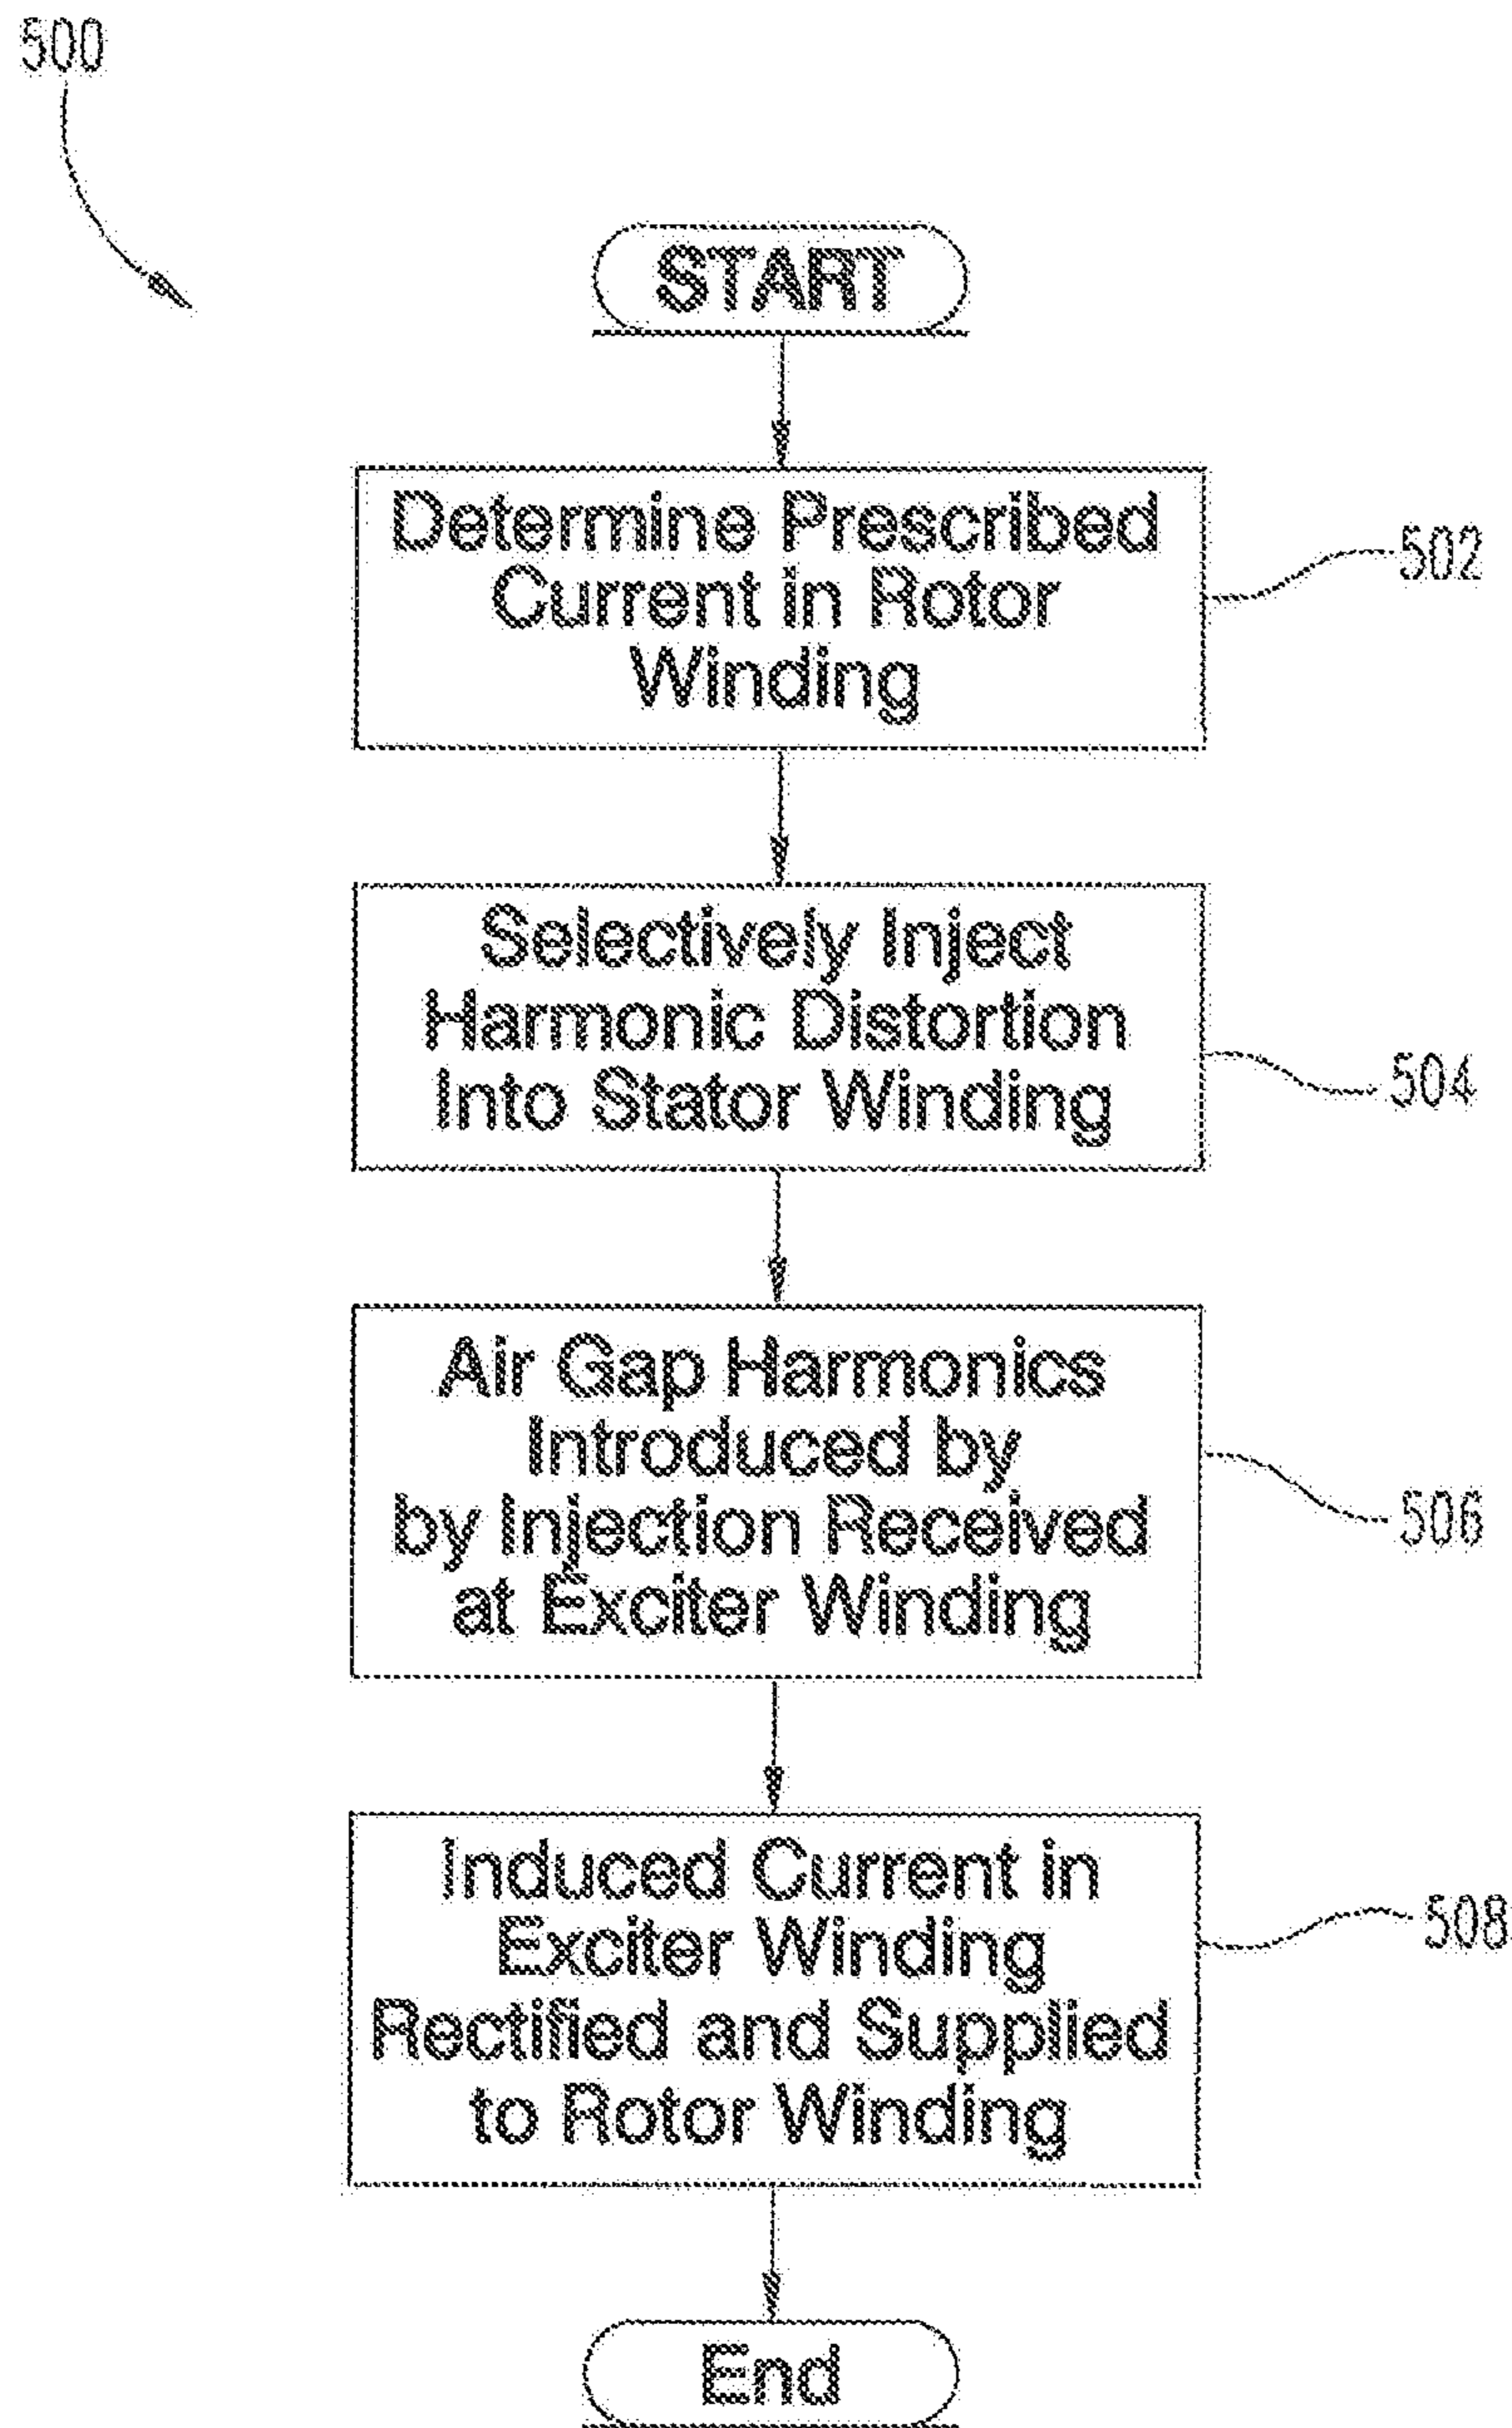 500
START
Determine Prescribed
Current in Rotor
Winding
502
Selectively Inject
Harmonic Distortion
Into Stator Winding
504
Air Gap Harmonics
Introduced by
by Injection Received
at Exciter Winding
506
Induced Current in
Exciter Winding
Rectified and Supplied
to Rotor Winding
508
End